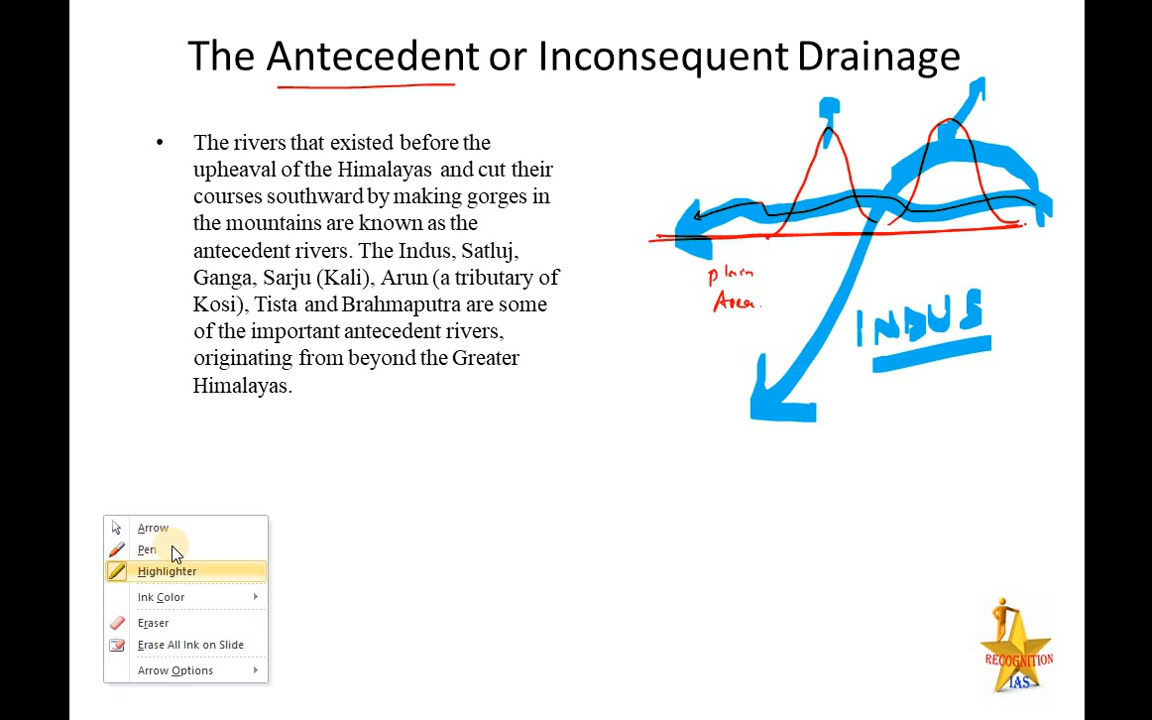 The Antecedent or Inconsequent Drainage
• The rivers that existed before the
upheaval of the Himalayas and cut their
courses southward by making gorges in
the mountains are known as the
antecedent rivers. The Indus, Satluj,
Ganga, Sarju (Kali), Arun (a tributary of
Kosi), Tista and Brahmaputra are some
of the important antecedent rivers,
originating from beyond the Greater
Himalayas.
plain
Area.
INDUS
Arrow
Pen
Highlighter
Ink Color
Eraser
Erase All Ink on Slide
Arrow Options
RECOGNITION
IAS